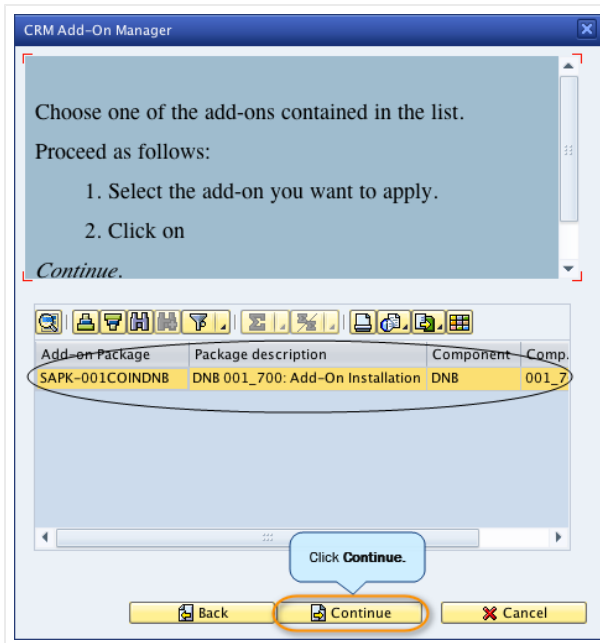 CRM Add-On Manager
Choose one of the add-ons contained in the list.
Proceed as follows:
1. Select the add-on you want to apply.
2. Click on
Continue.
Add-on Package Package description Component Comp.
SAPK-001COINDNB DNB 001_700: Add-On Installation DNB 001_7
Click Continue.
Back Continue Cancel